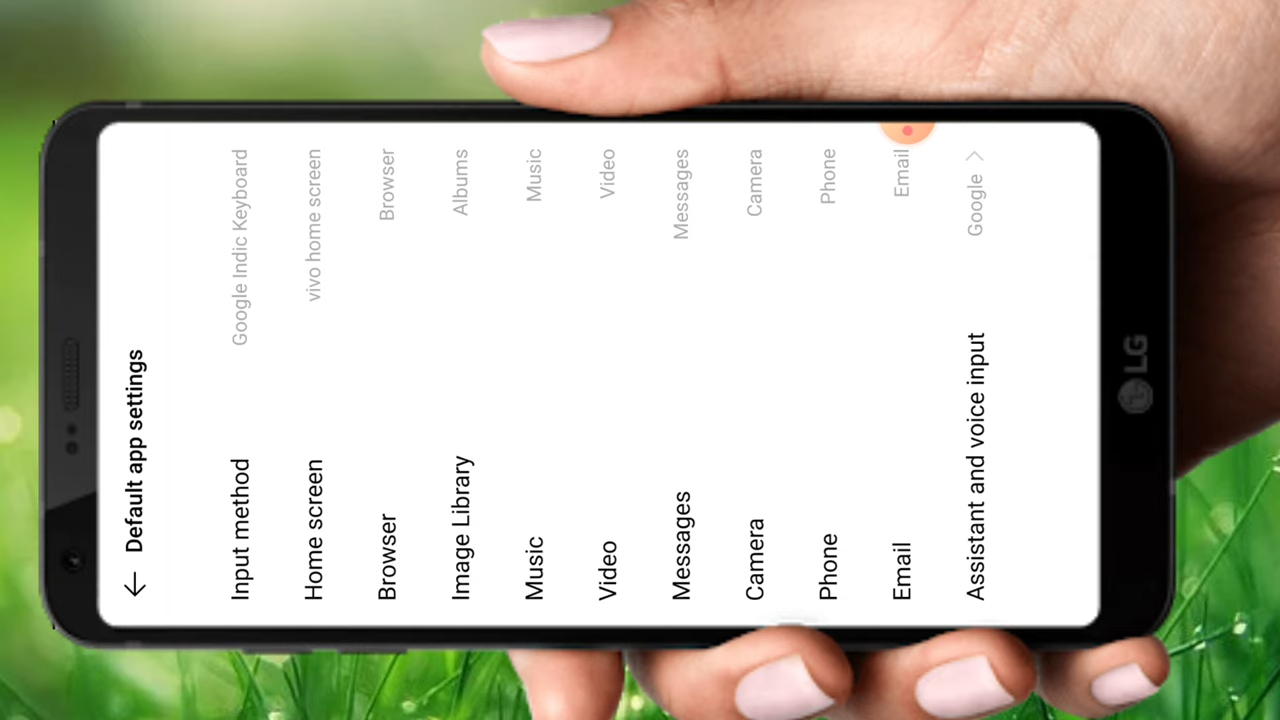 ← Default app settings
Input method Google Indic Keyboard
Home screen vivo home screen
Browser Browser
Image Library Albums
Music Music
Video Video
Messages Messages
Camera Camera
Phone Phone
Email Email
Assistant and voice input Google >
LG